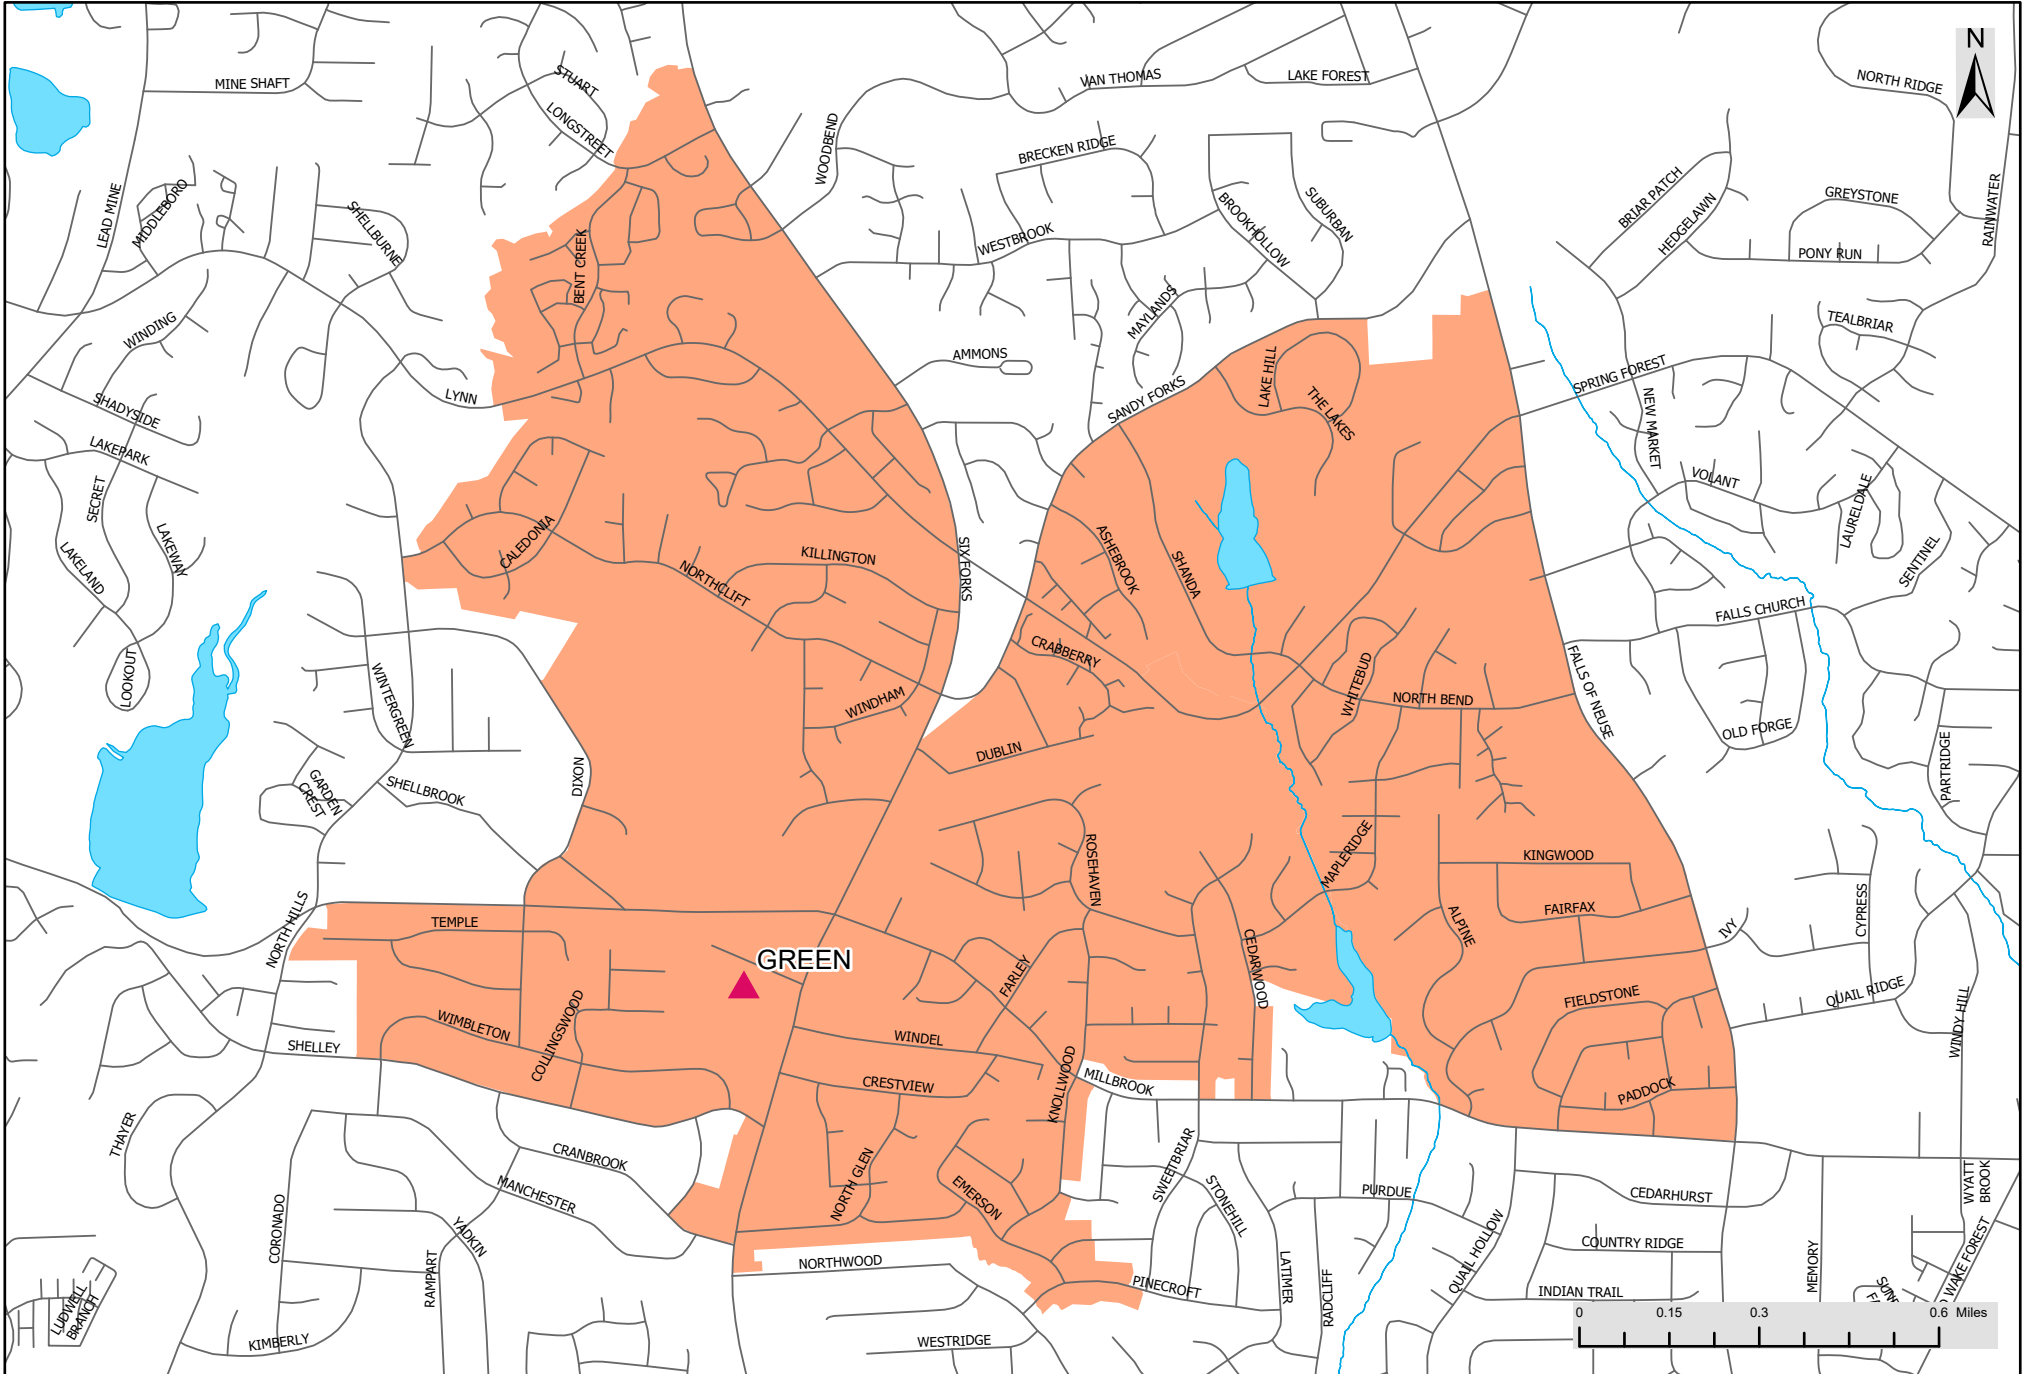 N
MINE SHAFT
STUART
LONGSTREET
VAN THOMAS
LAKE FOREST
NORTH RIDGE
WOODBEND
BRECKEN RIDGE
LEAD MINE
MIDDLEBORO
SHELLBURNE
BENT CREEK
WESTBROOK
BROOKHOLLOW
SUBURBAN
BRIAR PATCH
HEDGELAWN
GREYSTONE
RAINWATER
PONY RUN
WINDING
MAYLANDS
TEALBRIAR
AMMONS
LYNN
SANDY FORKS
LAKE HILL
THE LAKES
SPRING FOREST
NEW MARKET
SHADYSIDE
LAKEPARK
SECRET
LAKEWAY
LAKELAND
CALEDONIA
NORTHCLIFT
KILLINGTON
SIX FORKS
ASHEBROOK
SHANDA
VOLANT
LAURELDALE
SENTINEL
FALLS CHURCH
LOOKOUT
WINTERGREEN
CRABBERRY
WHITEBUD
NORTH BEND
FALLS OF NEUSE
WINDHAM
DUBLIN
OLD FORGE
PARTRIDGE
GARDEN
CREST
SHELLBROOK
DIXON
ROSEHAVEN
MAPLERIDGE
KINGWOOD
FAIRFAX
ALPINE
IVY
CYPRESS
NORTH HILLS
TEMPLE
GREEN
FARLEY
CEDARWOOD
FIELDSTONE
QUAIL RIDGE
WINDY HILL
WIMBLETON
COLLINGSWOOD
SHELLEY
WINDEL
CRESTVIEW
KNOLLWOOD
MILLBROOK
PADDOCK
THAYER
CRANBROOK
MANCHESTER
NORTH GLEN
EMERSON
SWEETBRIAR
STONEHILL
PURDUE
CEDARHURST
WYATT
BROOK
CORONADO
YADKIN
RAMPART
NORTHWOOD
PINECROFT
LATIMER
RADCLIFF
QUAIL HOLLOW
COUNTRY RIDGE
INDIAN TRAIL
MEMORY
WAKE FOREST
LUDWELL
BRANCH
KIMBERLY
WESTRIDGE
0 0.15 0.3 0.6 Miles